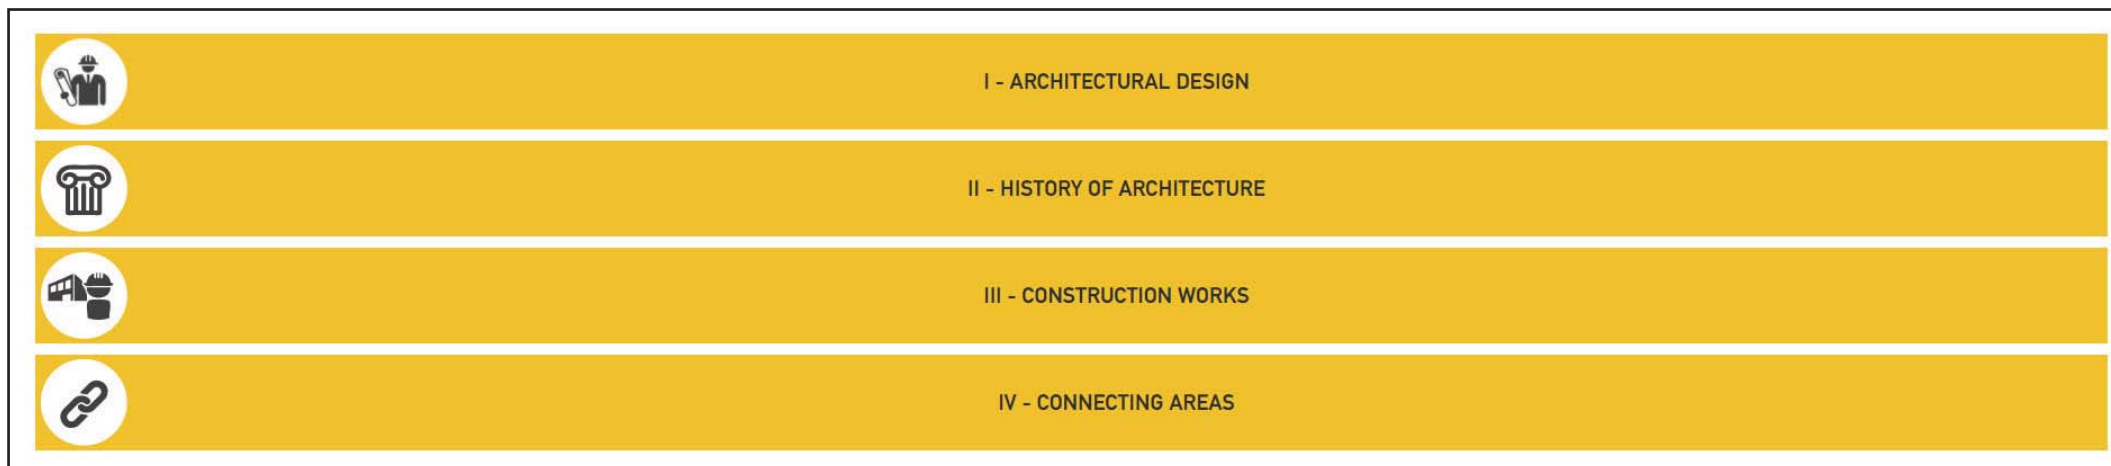 I - ARCHITECTURAL DESIGN
II - HISTORY OF ARCHITECTURE
III - CONSTRUCTION WORKS
IV - CONNECTING AREAS